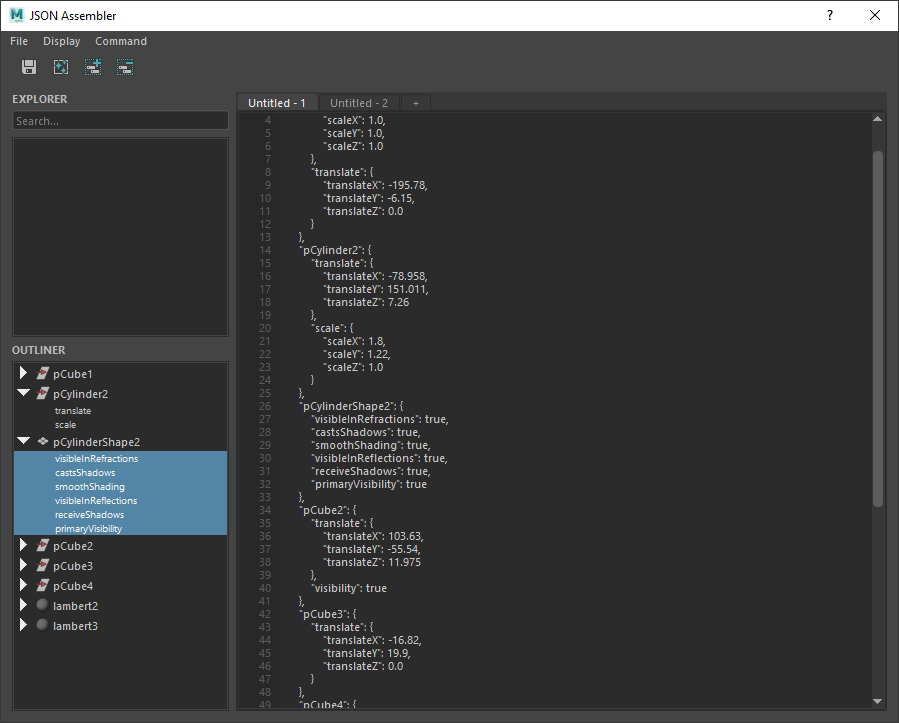 JSON Assembler
?
File Display Command
EXPLORER
Search...
OUTLINER
pCube1
pCylinder2
translate
scale
pCylinderShape2
visibleInRefractions
castsShadows
smoothShading
visibleInReflections
receiveShadows
primaryVisibility
pCube2
pCube3
pCube4
lambert2
lambert3
Untitled - 1 Untitled - 2 +
4 "scaleX": 1.0,
5 "scaleY": 1.0,
6 "scaleZ": 1.0
7 },
8 "translate": {
9 "translateX": -195.78,
10 "translateY": -6.15,
11 "translateZ": 0.0
12 }
13 },
14 "pCylinder2": {
15 "translate": {
16 "translateX": -78.958,
17 "translateY": 151.011,
18 "translateZ": 7.26
19 },
20 "scale": {
21 "scaleX": 1.8,
22 "scaleY": 1.22,
23 "scaleZ": 1.0
24 }
25 },
26 "pCylinderShape2": {
27 "visibleInRefractions": true,
28 "castsShadows": true,
29 "smoothShading": true,
30 "visibleInReflections": true,
31 "receiveShadows": true,
32 "primaryVisibility": true
33 },
34 "pCube2": {
35 "translate": {
36 "translateX": 103.63,
37 "translateY": -55.54,
38 "translateZ": 11.975
39 },
40 "visibility": true
41 },
42 "pCube3": {
43 "translate": {
44 "translateX": -16.82,
45 "translateY": 19.9,
46 "translateZ": 0.0
47 }
48 },
49 "pCube4": {